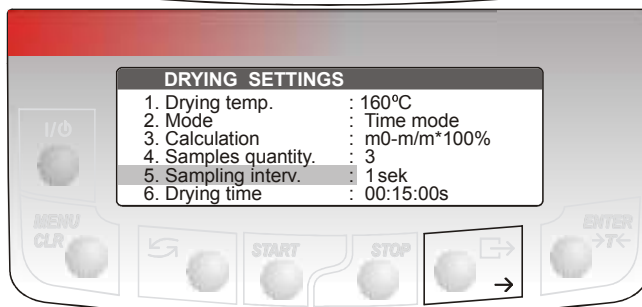 DRYING SETTINGS
1. Drying temp. : 160ºC
2. Mode : Time mode
3. Calculation : m0-m/m*100%
4. Samples quantity. : 3
5. Sampling interv. : 1sek
6. Drying time : 00:15:00s
I/⏻
MENU
CLR
START
STOP
→
ENTER
→T←